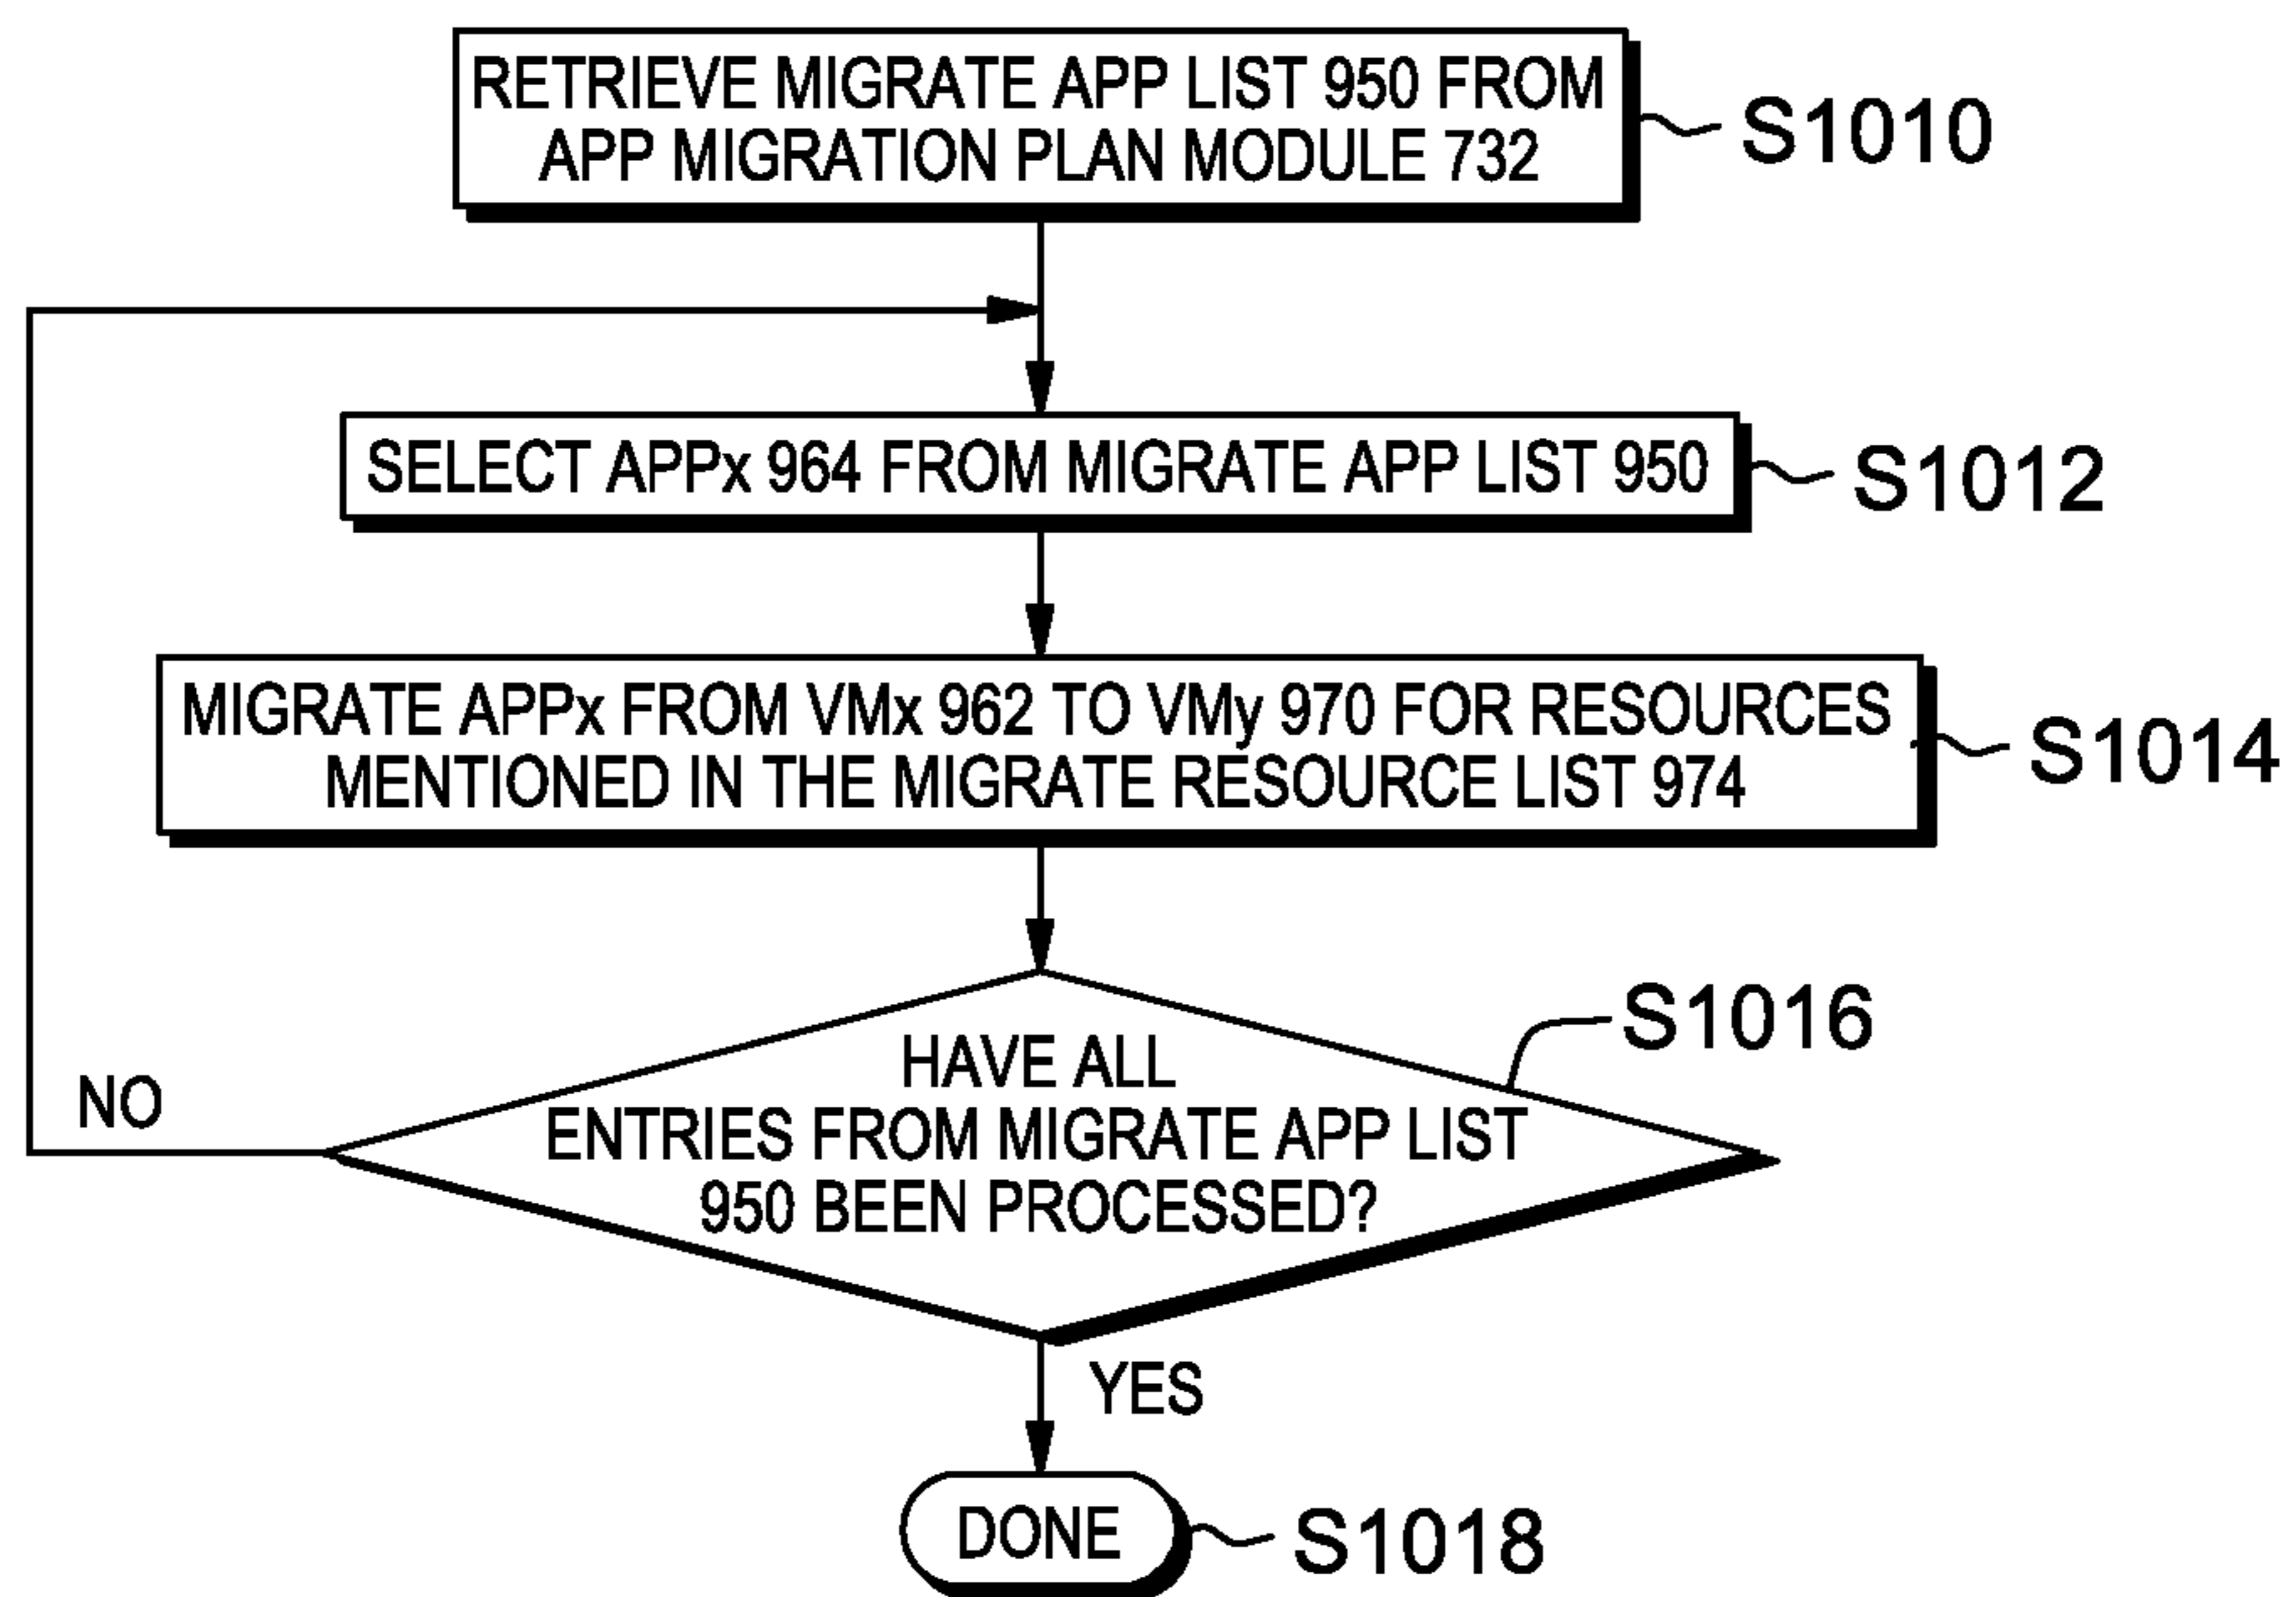 RETRIEVE MIGRATE APP LIST 950 FROM
APP MIGRATION PLAN MODULE 732
S1010
SELECT APPx 964 FROM MIGRATE APP LIST 950
S1012
MIGRATE APPx FROM VMx 962 TO VMy 970 FOR RESOURCES
MENTIONED IN THE MIGRATE RESOURCE LIST 974
S1014
HAVE ALL
ENTRIES FROM MIGRATE APP LIST
950 BEEN PROCESSED?
S1016
NO
YES
DONE
S1018